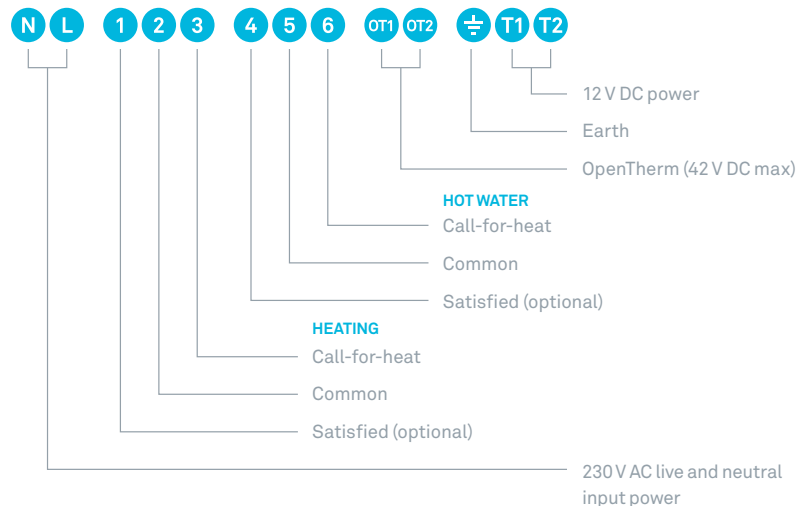 N L 1 2 3 4 5 6 OT1 OT2 T1 T2
12 V DC power
Earth
OpenTherm (42 V DC max)
HOT WATER
Call-for-heat
Common
Satisfied (optional)
HEATING
Call-for-heat
Common
Satisfied (optional)
230 V AC live and neutral
input power